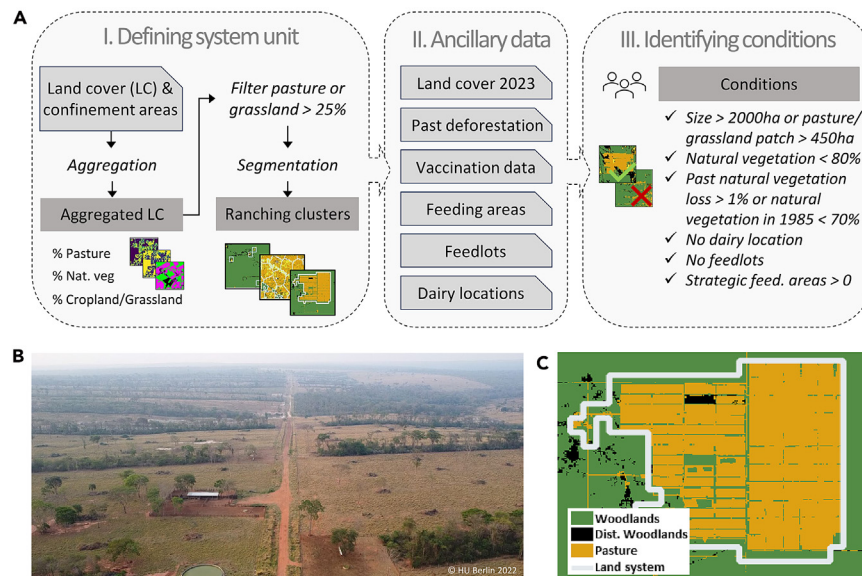 A
I. Defining system unit
Land cover (LC) &
confinement areas
Aggregation
Aggregated LC
% Pasture
% Nat. veg
% Cropland/Grassland
Filter pasture or
grassland > 25%
Segmentation
Ranching clusters
II. Ancillary data
Land cover 2023
Past deforestation
Vaccination data
Feeding areas
Feedlots
Dairy locations
III. Identifying conditions
Conditions
✓ Size > 2000ha or pasture/
grassland patch > 450ha
✓ Natural vegetation < 80%
✓ Past natural vegetation
loss > 1% or natural
vegetation in 1985 < 70%
✓ No dairy location
✓ No feedlots
✓ Strategic feed. areas > 0
B
© HU Berlin 2022
C
Woodlands
Dist. Woodlands
Pasture
Land system